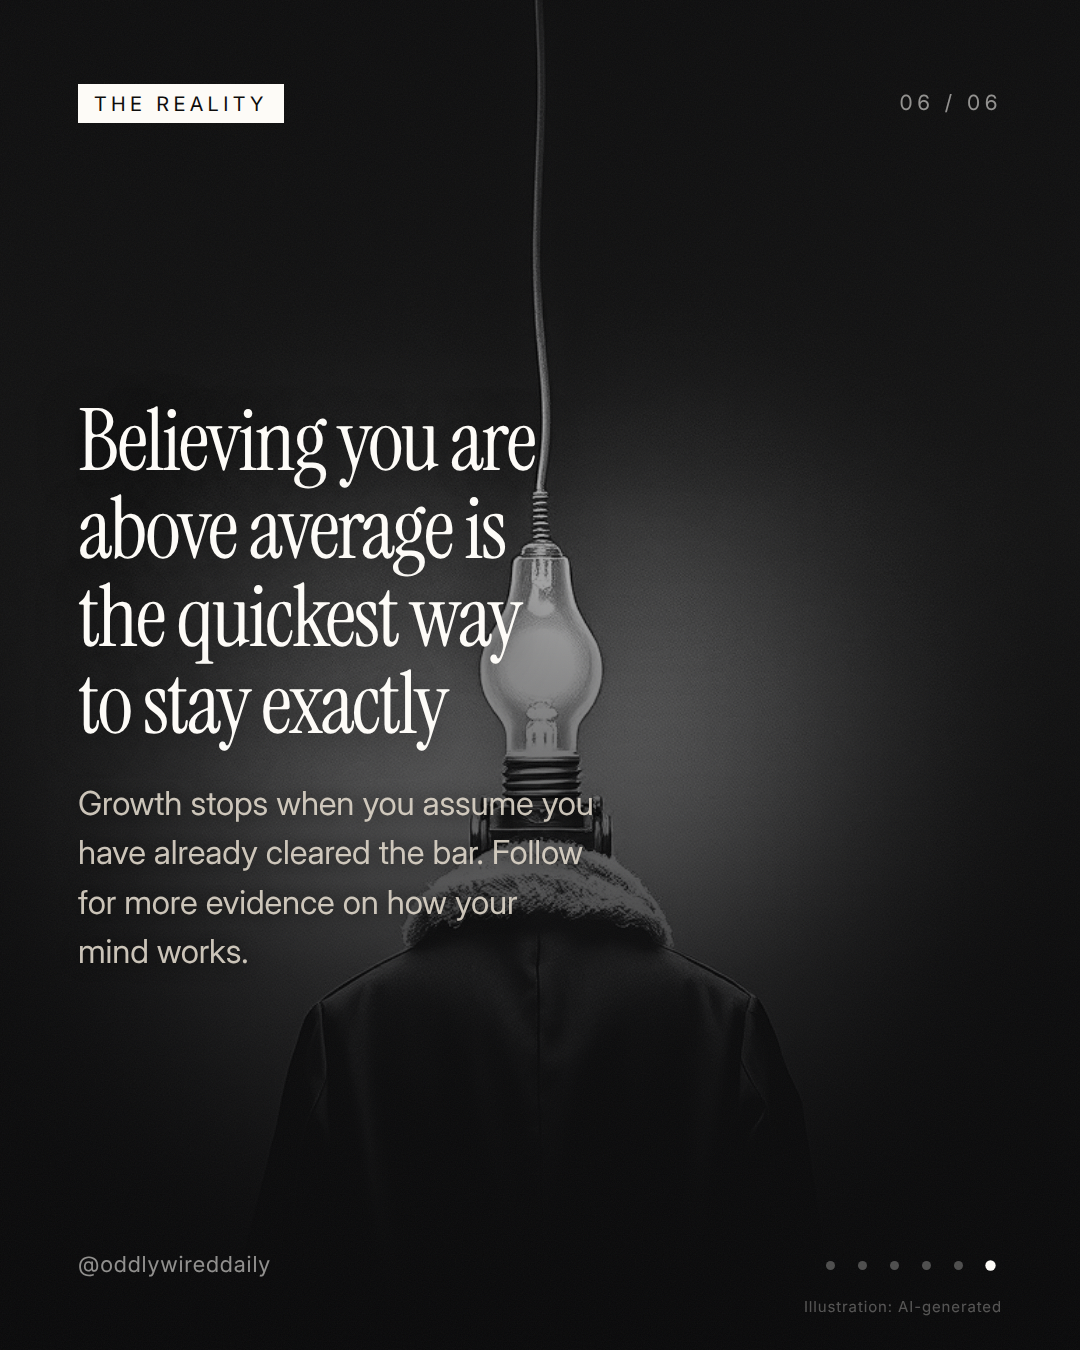 THE REALITY
06 / 06
Believing you are
above average is
the quickest way
to stay exactly
Growth stops when you assume you
have already cleared the bar. Follow
for more evidence on how your
mind works.
@oddlywireddaily
Illustration: AI-generated